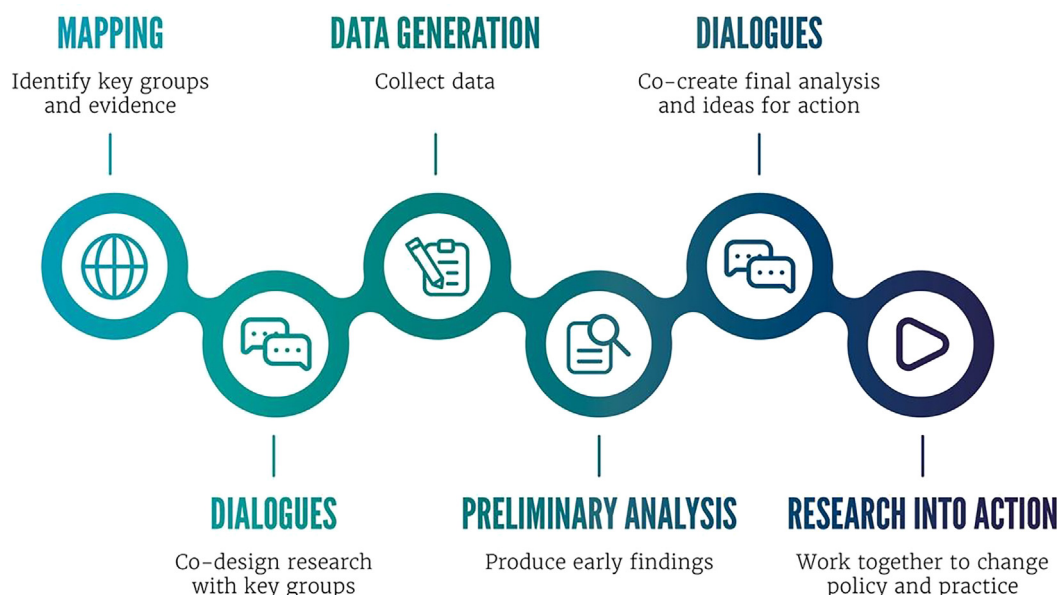 MAPPING
Identify key groups
and evidence
DIALOGUES
Co-design research
with key groups
DATA GENERATION
Collect data
PRELIMINARY ANALYSIS
Produce early findings
DIALOGUES
Co-create final analysis
and ideas for action
RESEARCH INTO ACTION
Work together to change
policy and practice